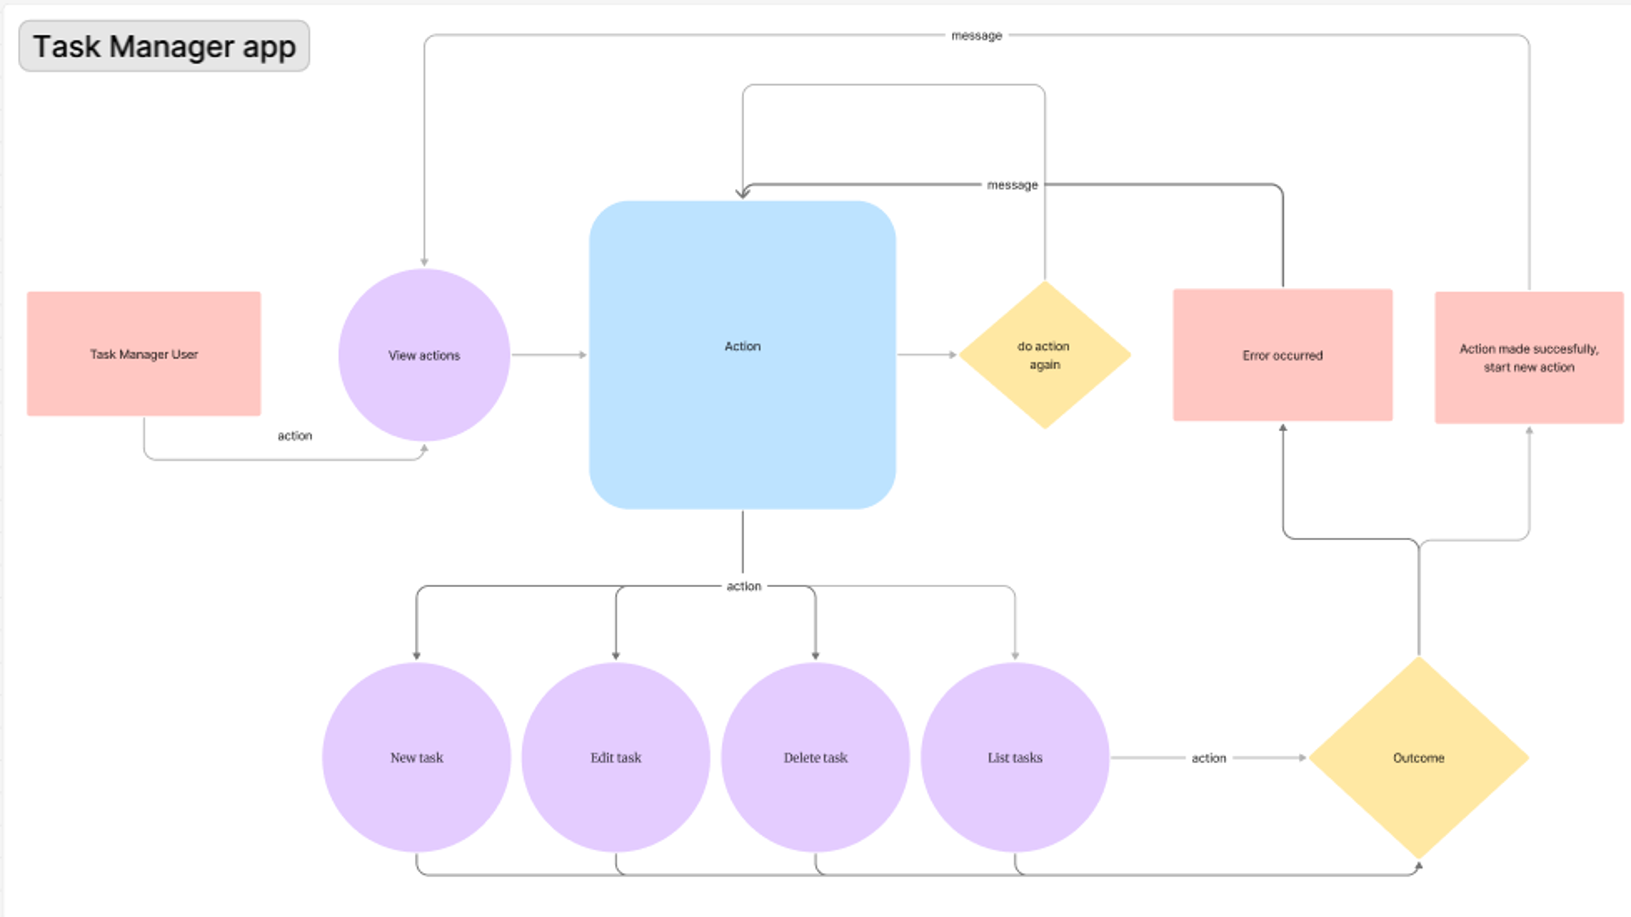 Task Manager app
message
message
Task Manager User
View actions
Action
do action
again
Error occurred
Action made succesfully,
start new action
action
action
New task
Edit task
Delete task
List tasks
action
Outcome